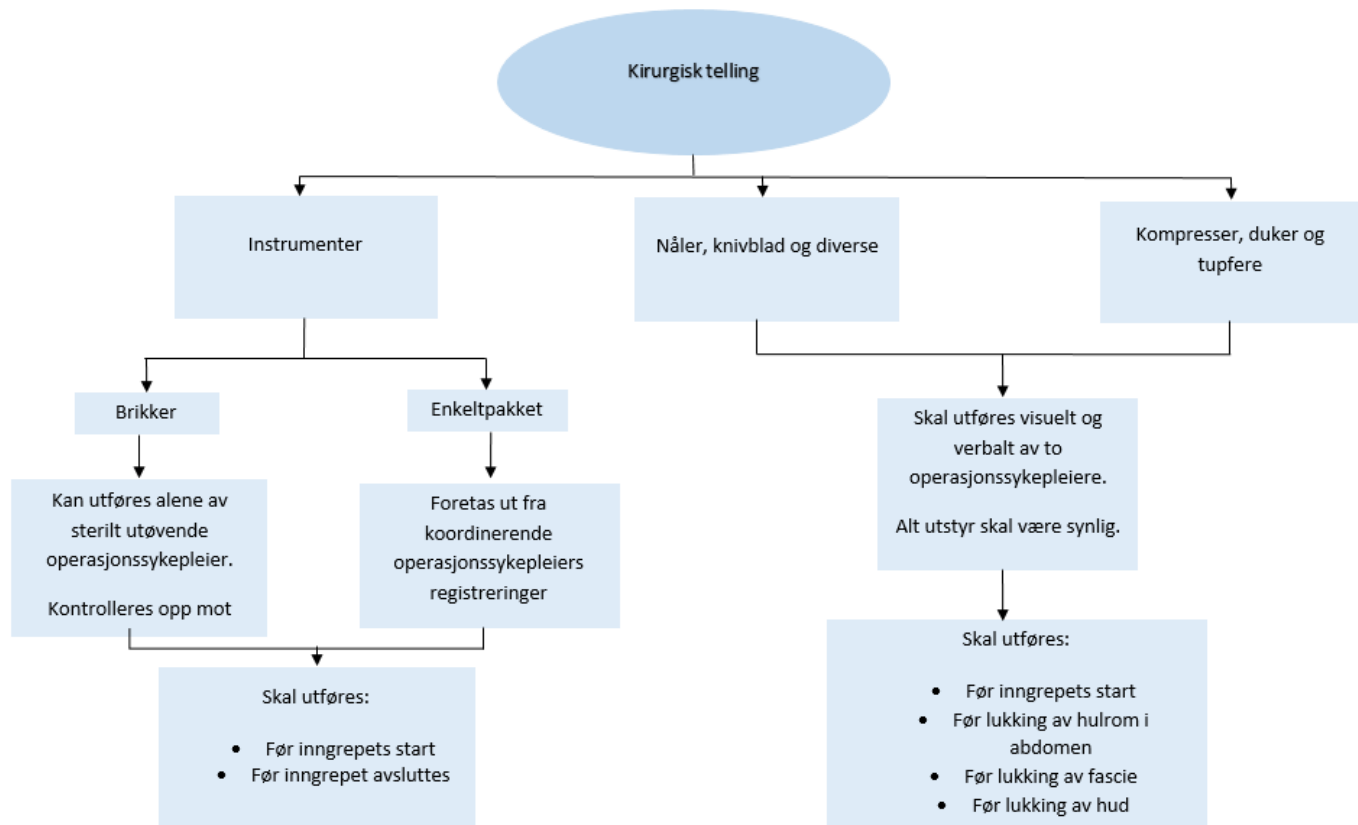 Kirurgisk telling
Instrumenter
Nåler, knivblad og diverse
Kompresser, duker og
tupfere
Brikker
Enkeltpakket
Kan utføres alene av
sterilt utøvende
operasjonssykepleier.
Kontrolleres opp mot
Foretas ut fra
koordinerende
operasjonssykepleiers
registreringer
Skal utføres visuelt og
verbalt av to
operasjonssykepleiere.
Alt utstyr skal være synlig.
Skal utføres:
• Før inngrepets start
• Før inngrepet avsluttes
Skal utføres:
• Før inngrepets start
• Før lukking av hulrom i
abdomen
• Før lukking av fascie
• Før lukking av hud